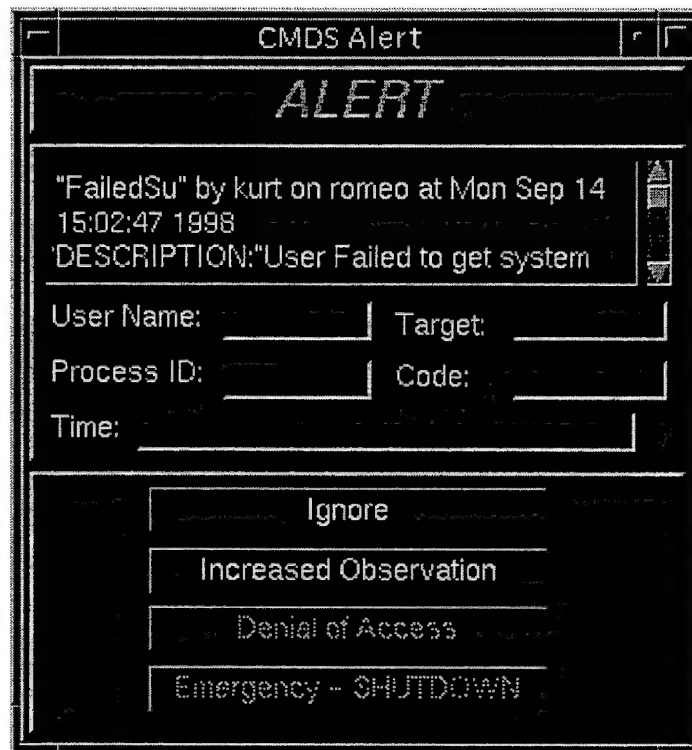 CMDS Alert
ALERT
"FailedSu" by kurt on romeo at Mon Sep 14
15:02:47 1998
DESCRIPTION:"User Failed to get system
User Name: Target:
Process ID: Code:
Time:
Ignore
Increased Observation
Denial of Access
Emergency - SHUTDOWN